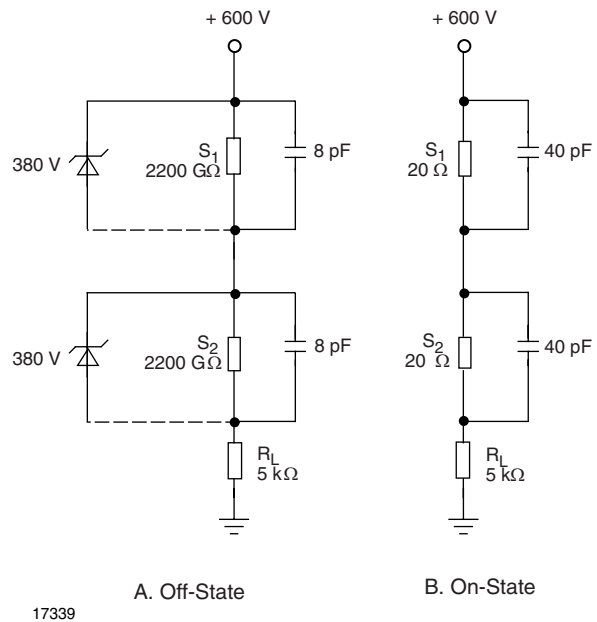 + 600 V
+ 600 V
380 V
S1
2200 GΩ
8 pF
S1
20 Ω
40 pF
380 V
S2
2200 GΩ
8 pF
S2
20 Ω
40 pF
RL
5 kΩ
RL
5 kΩ
A. Off-State
B. On-State
17339